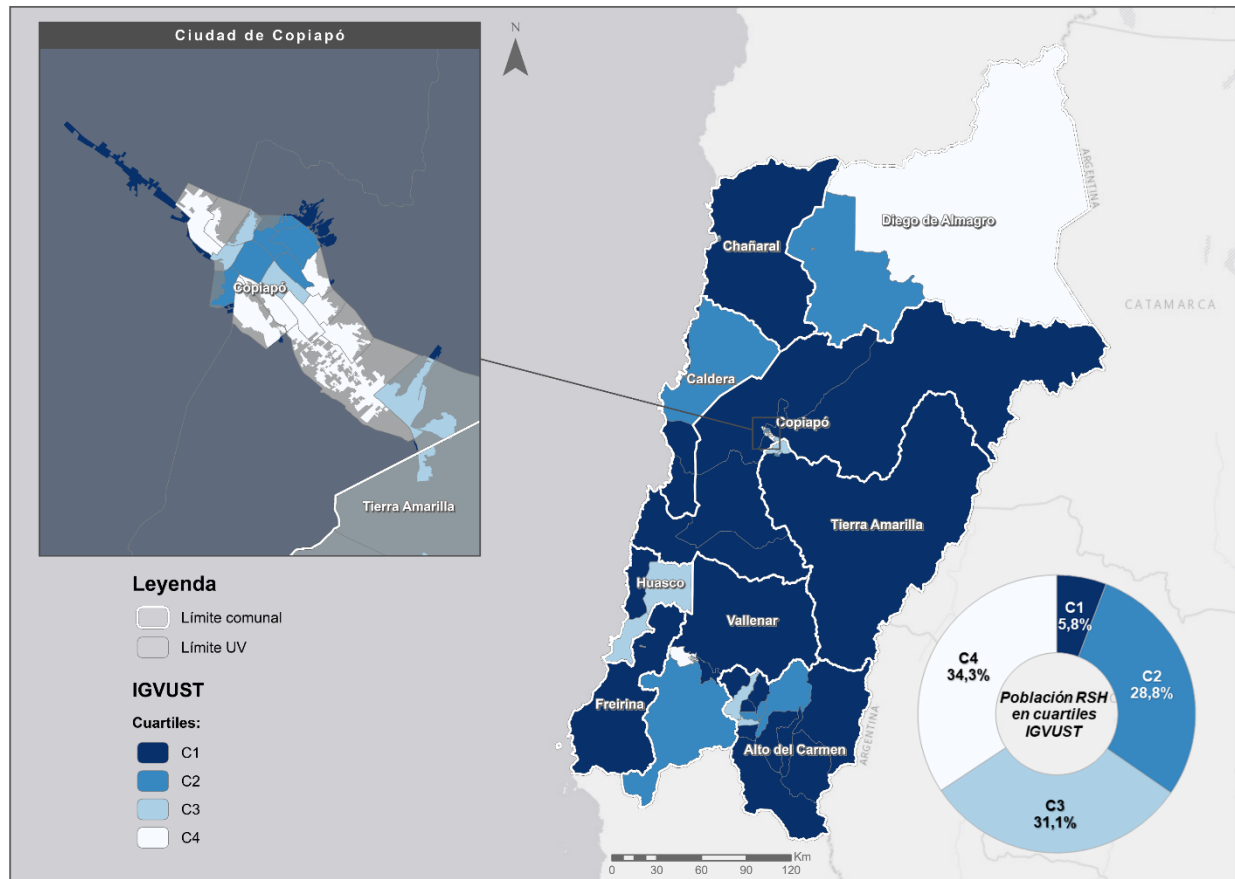 Ciudad de Copiapó
Copiapó
Tierra Amarilla
N
ARGENTINA
Diego de Almagro
Chañaral
CATAMARCA
Caldera
Copiapó
Tierra Amarilla
Huasco
Vallenar
Freirina
Alto del Carmen
ARGENTINA
Leyenda
Límite comunal
Límite UV
IGVUST
Cuartiles:
C1
C2
C3
C4
C1
5,8%
C2
28,8%
C3
31,1%
C4
34,3%
Población RSH
en cuartiles
IGVUST
Km
0 15 30 60 90 120